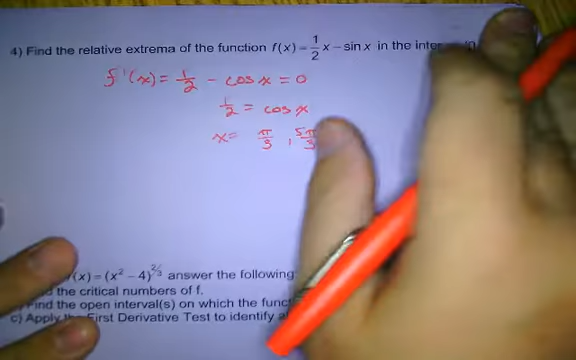 4) Find the relative extrema of the function f(x) = 1/2 x – sin x in the
f'(x) = 1/2 - cos x = 0
1/2 = cos x
x = π/3 , 5π/3
(x) = (x² – 4)^2/3 answer the following
the critical numbers of f.
Find the open interval(s) on which the
c) Apply the First Derivative Test to identify